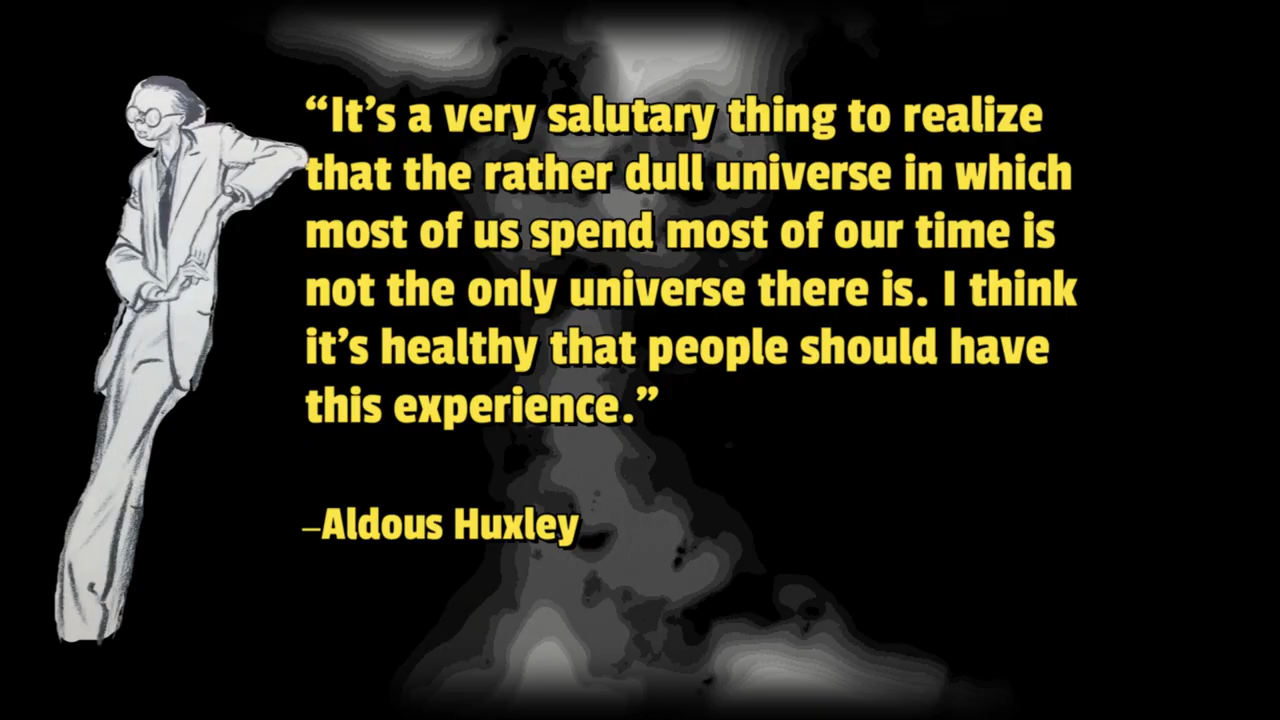 “It’s a very salutary thing to realize
that the rather dull universe in which
most of us spend most of our time is
not the only universe there is. I think
it’s healthy that people should have
this experience.”
–Aldous Huxley